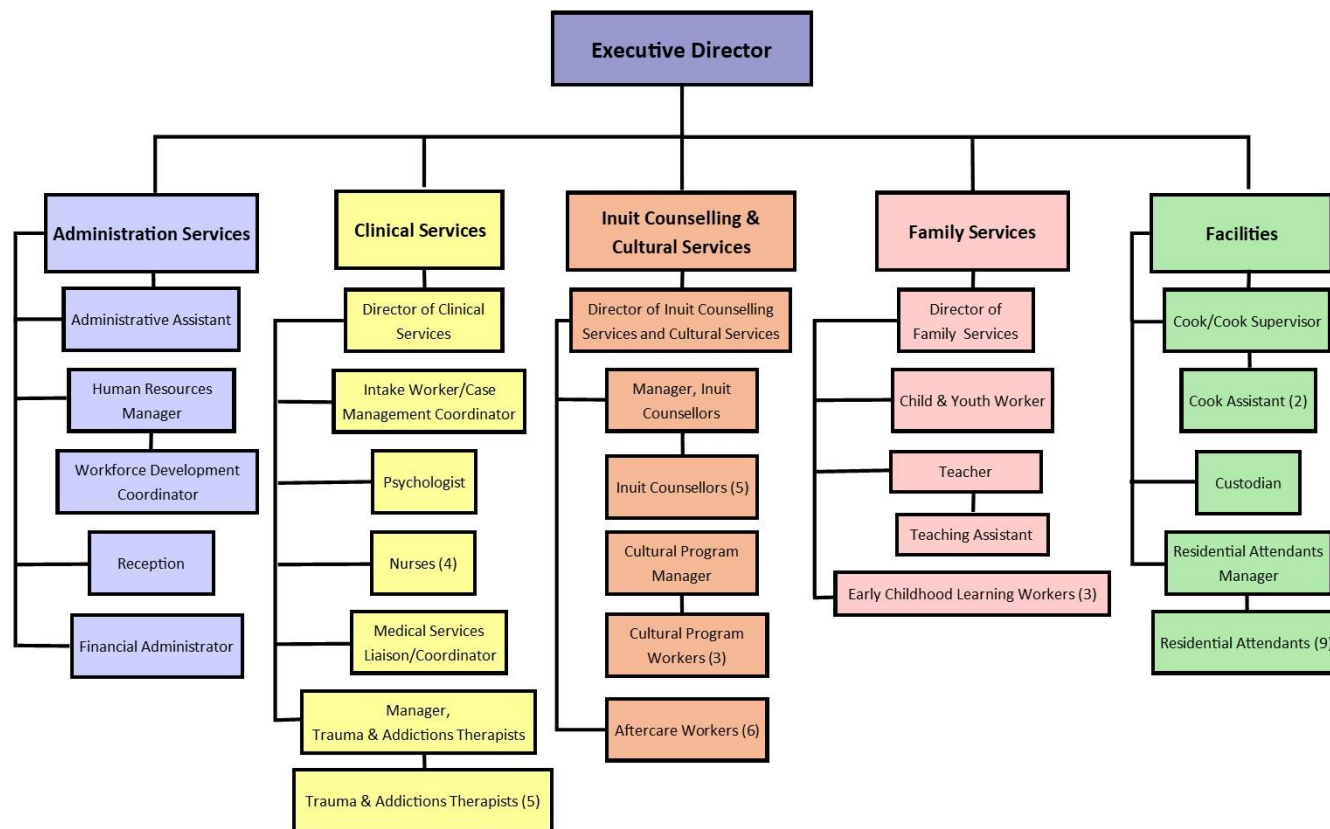 Executive Director
Administration Services
Administrative Assistant
Human Resources
Manager
Workforce Development
Coordinator
Reception
Financial Administrator
Clinical Services
Director of Clinical
Services
Intake Worker/Case
Management Coordinator
Psychologist
Nurses (4)
Medical Services
Liaison/Coordinator
Manager,
Trauma & Addictions Therapists
Trauma & Addictions Therapists (5)
Inuit Counselling &
Cultural Services
Director of Inuit Counselling
Services and Cultural Services
Manager, Inuit
Counsellors
Inuit Counsellors (5)
Cultural Program
Manager
Cultural Program
Workers (3)
Aftercare Workers (6)
Family Services
Director of
Family Services
Child & Youth Worker
Teacher
Teaching Assistant
Early Childhood Learning Workers (3)
Facilities
Cook/Cook Supervisor
Cook Assistant (2)
Custodian
Residential Attendants
Manager
Residential Attendants (9)